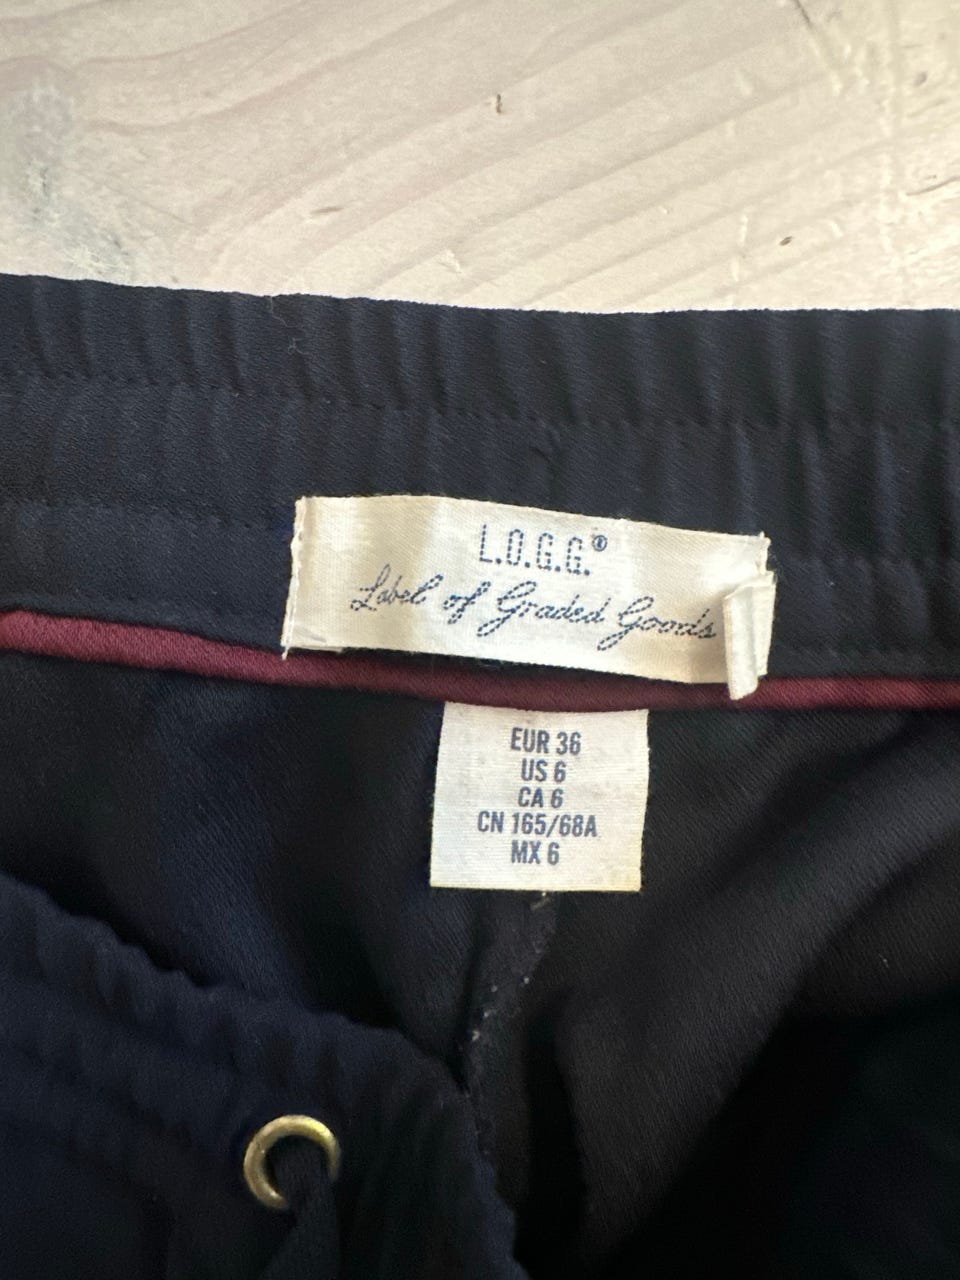 L.O.G.G.®
Label of Graded Goods
EUR 36
US 6
CA 6
CN 165/68A
MX 6